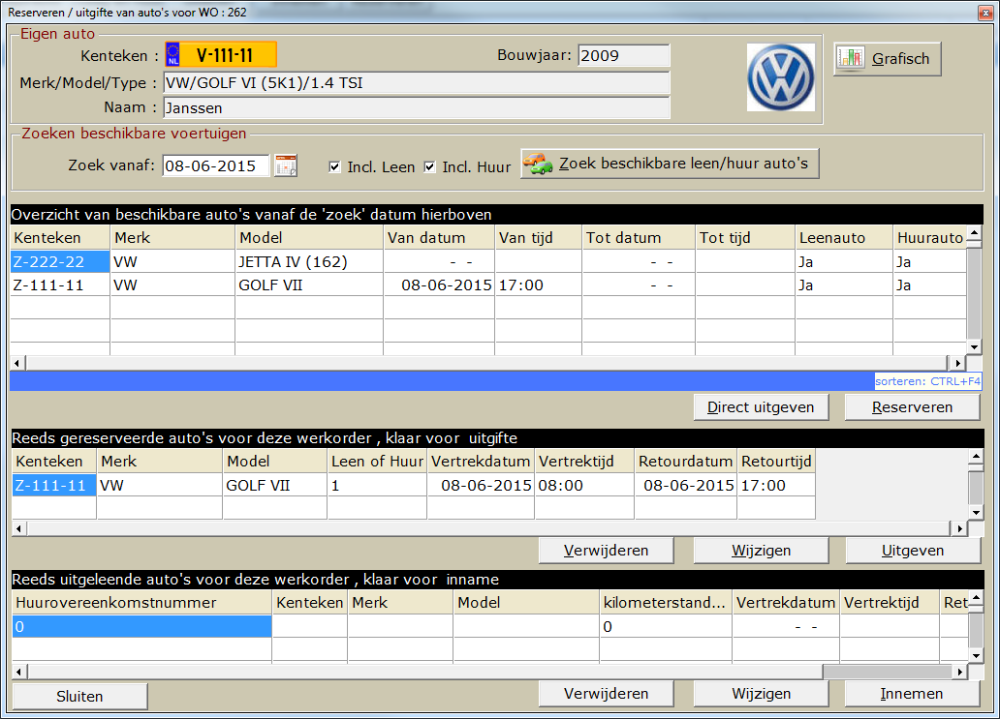 Reserveren / uitgifte van auto's voor WO : 262
Eigen auto
Kenteken : NL V-111-11 Bouwjaar: 2009 Grafisch
Merk/Model/Type : VW/GOLF VI (5K1)/1.4 TSI
Naam : Janssen
Zoeken beschikbare voertuigen
Zoek vanaf: 08-06-2015 Incl. Leen Incl. Huur Zoek beschikbare leen/huur auto's
Overzicht van beschikbare auto's vanaf de 'zoek' datum hierboven
Kenteken Merk Model Van datum Van tijd Tot datum Tot tijd Leenauto Huurauto
Z-222-22 VW JETTA IV (162) - - - - Ja Ja
Z-111-11 VW GOLF VII 08-06-2015 17:00 - - Ja Ja
sorteren: CTRL+F4
Direct uitgeven Reserveren
Reeds gereserveerde auto's voor deze werkorder , klaar voor uitgifte
Kenteken Merk Model Leen of Huur Vertrekdatum Vertrektijd Retourdatum Retourtijd
Z-111-11 VW GOLF VII 1 08-06-2015 08:00 08-06-2015 17:00
Verwijderen Wijzigen Uitgeven
Reeds uitgeleende auto's voor deze werkorder , klaar voor inname
Huurovereenkomstnummer Kenteken Merk Model kilometerstand... Vertrekdatum Vertrektijd Ret
0 0 - -
Sluiten Verwijderen Wijzigen Innemen